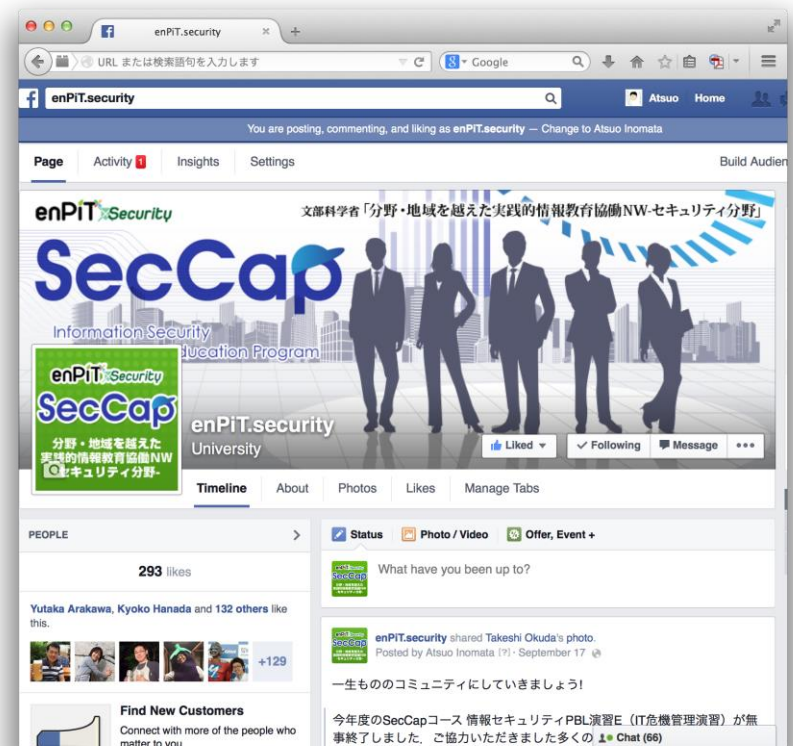 enPiT.security
URL または検索語句を入力します
Google
enPiT.security
Atsuo Home
You are posting, commenting, and liking as enPiT.security — Change to Atsuo Inomata
Page Activity 1 Insights Settings Build Audien
enPiT Security 文部科学省「分野・地域を越えた実践的情報教育協働NW-セキュリティ分野」
SecCap
Information Security
ducation Program
enPiT Security
SecCap
分野・地域を越えた
実践的情報教育協働NW
セキュリティ分野-
enPiT.security
University
Liked Following Message
Timeline About Photos Likes Manage Tabs
PEOPLE
293 likes
Yutaka Arakawa, Kyoko Hanada and 132 others like
this.
+129
Find New Customers
Connect with more of the people who
matter to you
Status Photo / Video Offer, Event +
What have you been up to?
enPiT.security shared Takeshi Okuda's photo.
Posted by Atsuo Inomata [?] · September 17
一生もののコミュニティにしていきましょう!
今年度のSecCapコース 情報セキュリティPBL演習E（IT危機管理演習）が無
事終了しました．ご協力いただきました多くの
Chat (66)